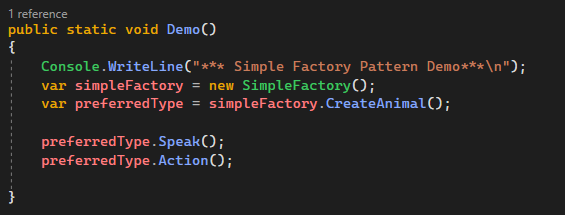 1 reference
public static void Demo()
{
Console.WriteLine("*** Simple Factory Pattern Demo***\n");
var simpleFactory = new SimpleFactory();
var preferredType = simpleFactory.CreateAnimal();
preferredType.Speak();
preferredType.Action();
}